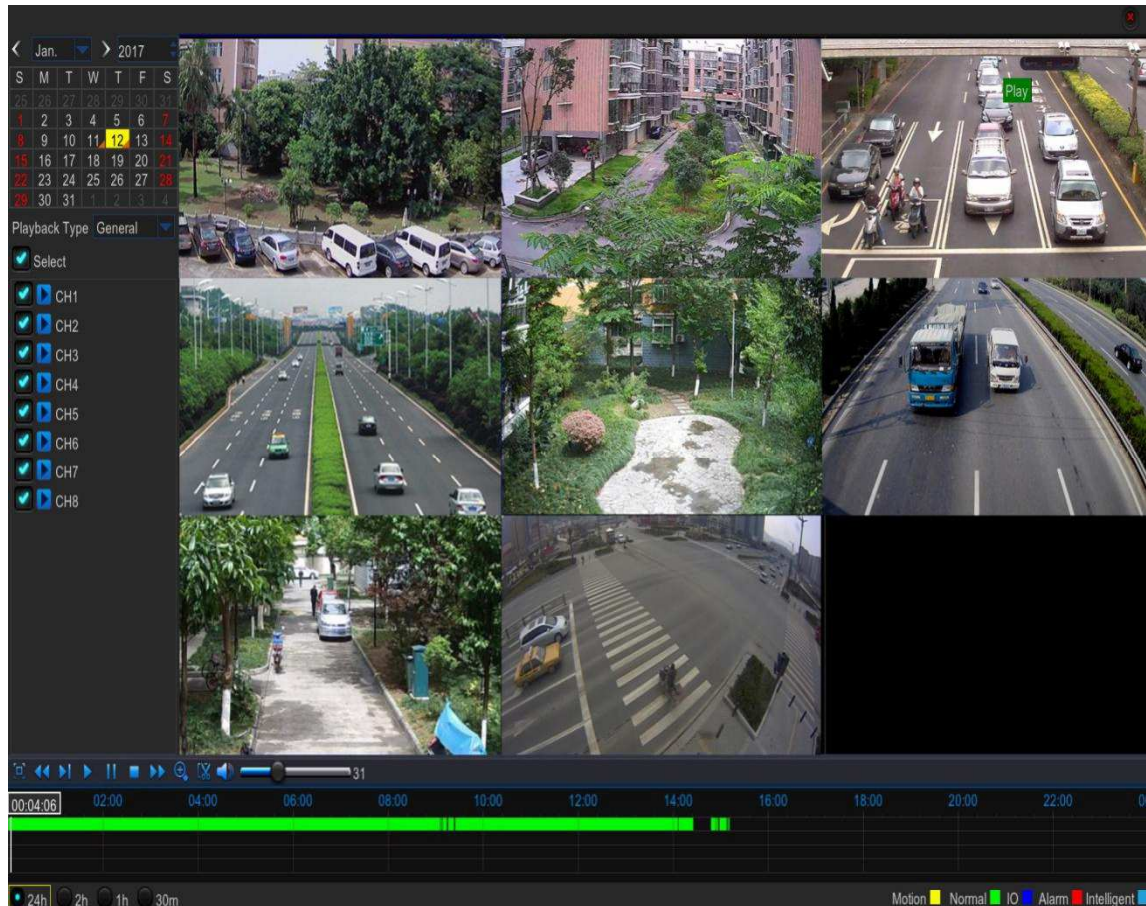 Jan. 2017
S M T W T F S
25 26 27 28 29 30 31
1 2 3 4 5 6 7
8 9 10 11 12 13 14
15 16 17 18 19 20 21
22 23 24 25 26 27 28
29 30 31 1 2 3 4
Playback Type General
Select
CH1
CH2
CH3
CH4
CH5
CH6
CH7
CH8
Play
31
00:04:06 02:00 04:00 06:00 08:00 10:00 12:00 14:00 16:00 18:00 20:00 22:00 0
24h 2h 1h 30m Motion Normal IO Alarm Intelligent